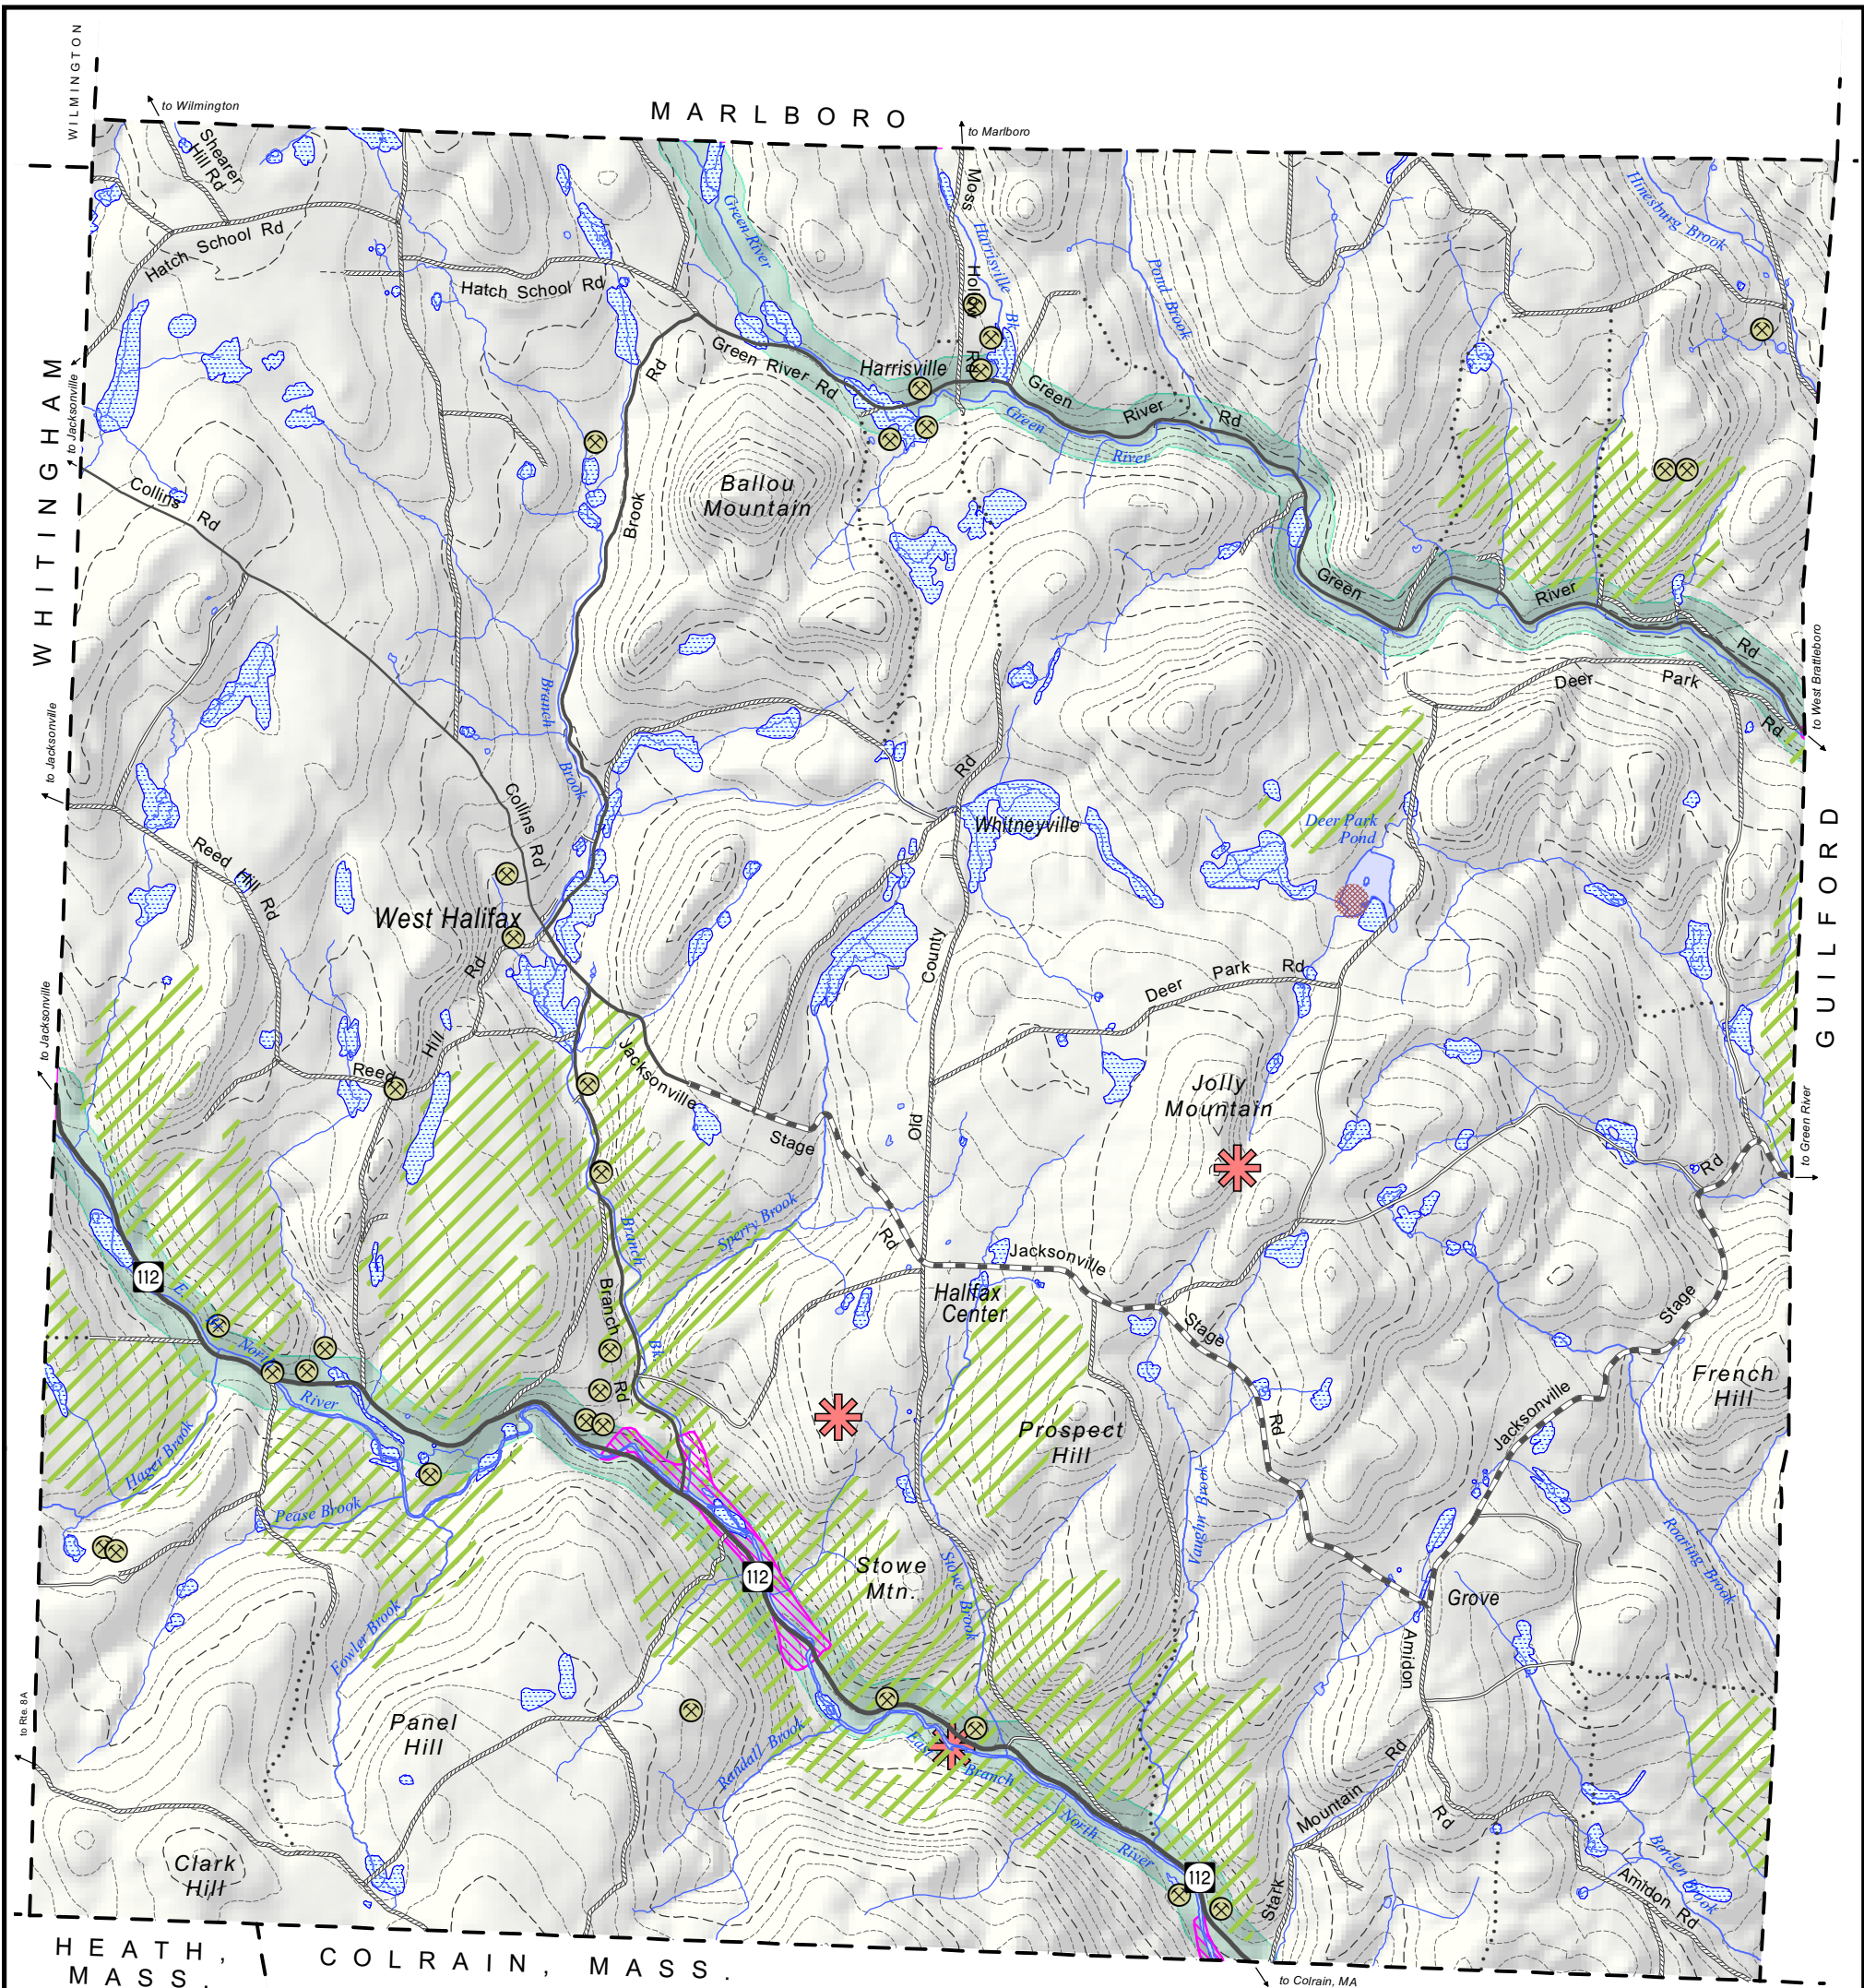 WILMINGTON
to Wilmington
MARLBORO
to Marlboro
Shearer
Hill Rd
Hatch School Rd
Hatch School Rd
Green River
Moss
Hollow
Rd
Harrisville
Bk
Pond Brook
Hinesburg Brook
WHITINGHAM
to Jacksonville
Rd
Green River Rd
Harrisville
Green
River
Rd
Green
River
Collins
Rd
Ballou
Mountain
Brook
Green
River
Rd
to West Brattleboro
Deer
Park
Rd
Branch
Brook
to Jacksonville
Rd
Collins Rd
Whitneyville
Deer Park
Pond
GUILFORD
Reed
Hill
Rd
West Halifax
Rd
County
Deer
Park
Rd
to Jacksonville
Hill
Reed
Jacksonville
Stage
Old
Jolly
Mountain
to Green River
Rd
Sperry Brook
Branch
Rd
Jacksonville
112
E
Br
North
River
Branch
Rd
Bk
Halifax
Center
Stage
Rd
Stage
French
Hill
Jacksonville
Prospect
Hill
Hager Brook
Pease Brook
Vaughn Brook
Roaring Brook
112
Stowe
Mtn.
Stowe Brook
Grove
Fowler Brook
Amidon
to Rte. 8A
Panel
Hill
Randall Brook
East
Branch
North
River
Mountain
Rd
Rd
Clark
Hill
112
Stark
Borden
Brook
Amidon Rd
HEATH,
MASS.
COLRAIN, MASS.
to Colrain, MA